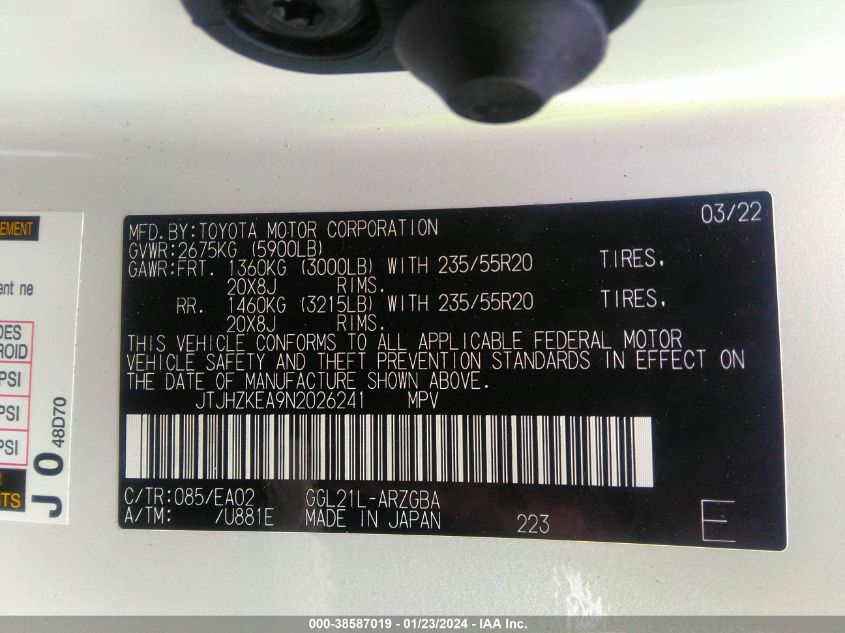 03/22
MFD.BY:TOYOTA MOTOR CORPORATION
GVWR:2675KG (5900LB)
GAWR:FRT. 1360KG (3000LB) WITH 235/55R20 TIRES,
20X8J RIMS.
RR. 1460KG (3215LB) WITH 235/55R20 TIRES,
20X8J RIMS.
THIS VEHICLE CONFORMS TO ALL APPLICABLE FEDERAL MOTOR
VEHICLE SAFETY AND THEFT PREVENTION STANDARDS IN EFFECT ON
THE DATE OF MANUFACTURE SHOWN ABOVE.
JTJHZKEA9N2026241 MPV
C/TR:085/EA02 GGL21L-ARZGBA
A/TM: /U881E MADE IN JAPAN 223 E
EMENT
ent ne
DES
ROID
PSI
PSI
PSI
NTS
J O 48D70
000-38587019 / 01/23/2024 - IAA Inc.